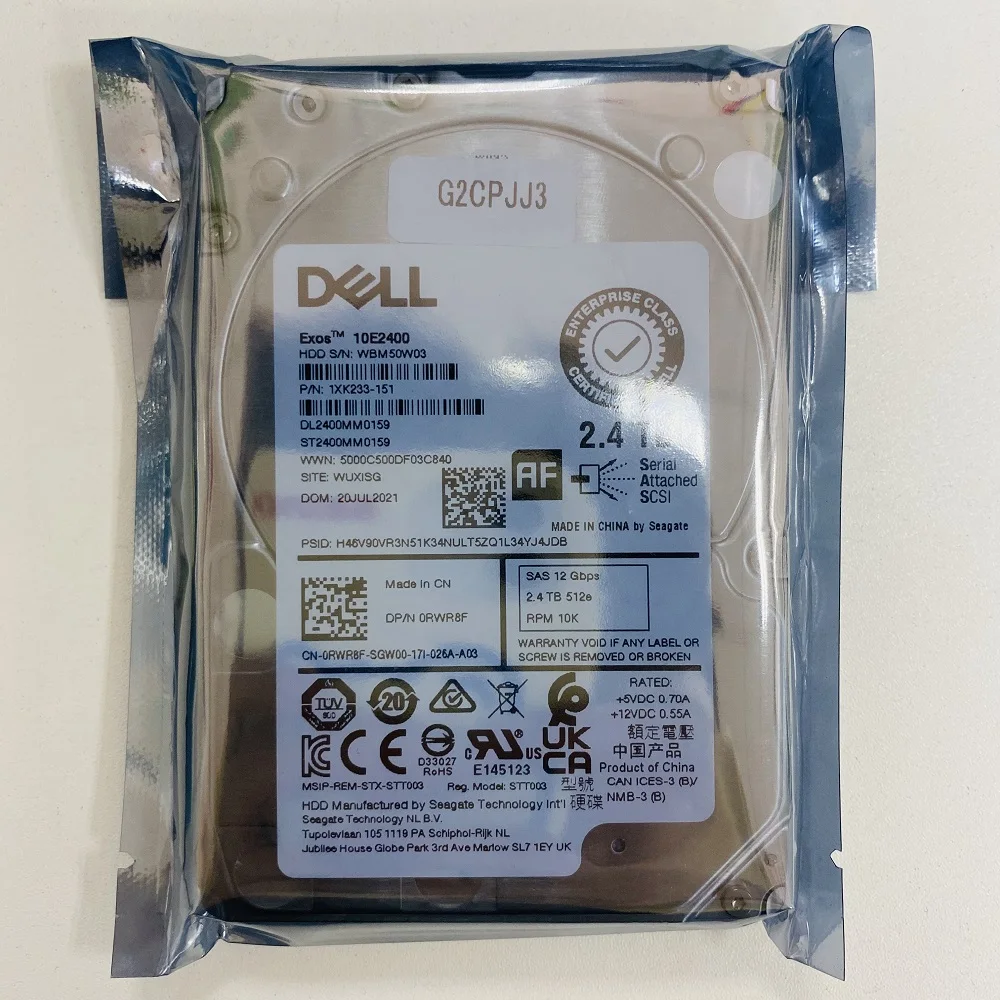 G2CPJJ3
DELL
ENTERPRISE CLASS
Exos™ 10E2400
HDD S/N: WBM50W03
P/N: 1XK233-151
DL2400MM0159
ST2400MM0159
2.4
WWN: 5000C500DF03C840
SITE: WUXISG
DOM: 20JUL2021
AF
Serial
Attached
SCSI
MADE IN CHINA by Seagate
PSID: H46V90VR3N51K34NULT5ZQ1L34YJ4JDB
Made In CN
DP/N 0RWR8F
CN-0RWR8F-SGW00-17I-026A-A03
SAS 12 Gbps
2.4 TB 512e
RPM 10K
WARRANTY VOID IF ANY LABEL OR
SCREW IS REMOVED OR BROKEN
TÜV
20
RATED:
+5VDC 0.70A
+12VDC 0.55A
額定電壓
中国产品
Product of China
CAN ICES-3 (B)/
NMB-3 (B)
CE
D33027
RoHS
c RU US
E145123
UK
CA
MSIP-REM-STX-STT003
Reg. Model: STT003
型號
硬碟
HDD Manufactured by Seagate Technology Int'l
Seagate Technology NL B.V.
Tupolevlaan 105 1119 PA Schiphol-Rijk NL
Jubilee House Globe Park 3rd Ave Marlow SL7 1EY UK